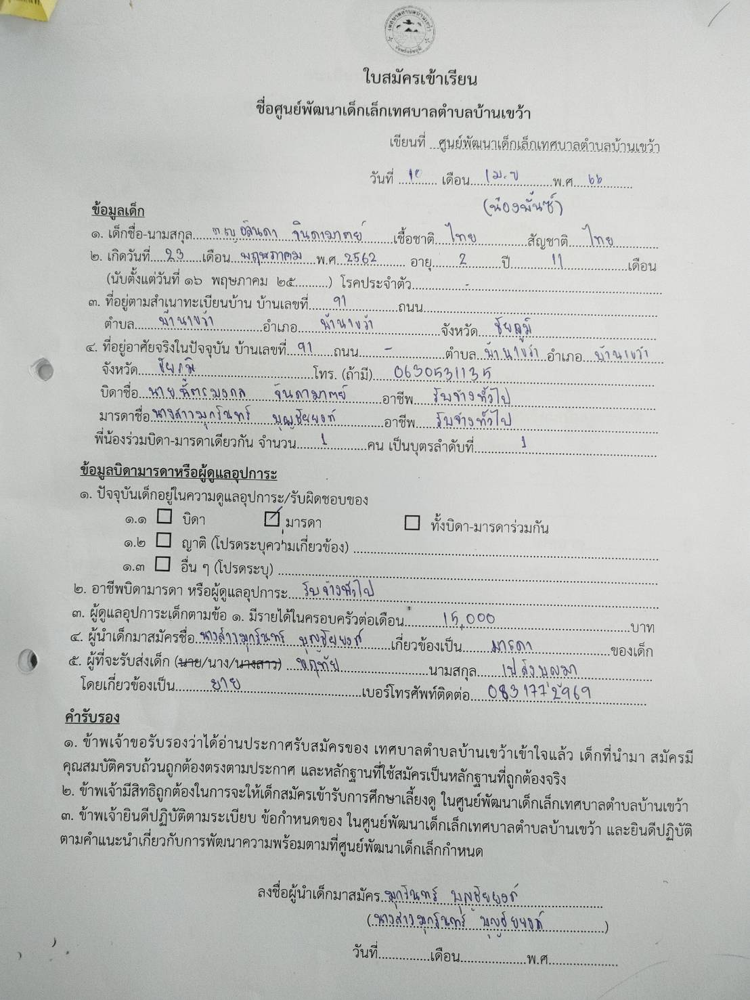 เทศบาลตำบลบ้านเขว้า
จังหวัดชัยภูมิ
ใบสมัครเข้าเรียน
ชื่อศูนย์พัฒนาเด็กเล็กเทศบาลตำบลบ้านเขว้า
เขียนที่ ศูนย์พัฒนาเด็กเล็กเทศบาลตำบลบ้านเขว้า
วันที่ 10 เดือน เม.ย พ.ศ. ๖๖
(น้องพั้นซ์)
ข้อมูลเด็ก
๑. เด็กชื่อ-นามสกุล ด.ญ อลินดา จินดามาตย์ เชื้อชาติ ไทย สัญชาติ ไทย
๒. เกิดวันที่ 23 เดือน พฤษภาคม พ.ศ. 2562 อายุ 2 ปี 11 เดือน
(นับตั้งแต่วันที่ ๑๖ พฤษภาคม ๒๕..........) โรคประจำตัว -
๓. ที่อยู่ตามสำเนาทะเบียนบ้าน บ้านเลขที่ 91 ถนน
ตำบล บ้านเขว้า อำเภอ บ้านเขว้า จังหวัด ชัยภูมิ
๔. ที่อยู่อาศัยจริงในปัจจุบัน บ้านเลขที่ 91 ถนน - ตำบล บ้านเขว้า อำเภอ บ้านเขว้า
จังหวัด ชัยภูมิ โทร. (ถ้ามี) 0630531135
บิดาชื่อ นาย ฉัตรมงคล จินดามาตย์ อาชีพ รับจ้างทั่วไป
มารดาชื่อ นางสาวมุกรินทร์ บุญชัยยงค์ อาชีพ รับจ้างทั่วไป
พี่น้องร่วมบิดา-มารดาเดียวกัน จำนวน 1 คน เป็นบุตรลำดับที่ 1
ข้อมูลบิดามารดาหรือผู้ดูแลอุปการะ
๑. ปัจจุบันเด็กอยู่ในความดูแลอุปการะ/รับผิดชอบของ
๑.๑ บิดา มารดา ทั้งบิดา-มารดาร่วมกัน
๑.๒ ญาติ (โปรดระบุความเกี่ยวข้อง)
๑.๓ อื่น ๆ (โปรดระบุ)
๒. อาชีพบิดามารดา หรือผู้ดูแลอุปการะ รับจ้างทั่วไป
๓. ผู้ดูแลอุปการะเด็กตามข้อ ๑. มีรายได้ในครอบครัวต่อเดือน 15,000 บาท
๔. ผู้นำเด็กมาสมัครชื่อ นางสาวมุกรินทร์ บุญชัยยงค์ เกี่ยวข้องเป็น มารดา ของเด็ก
๕. ผู้ที่จะรับส่งเด็ก (นาย/นาง/นางสาว) หฤทัย นามสกุล
โดยเกี่ยวข้องเป็น ยาย เบอร์โทรศัพท์ติดต่อ 0831772969
คำรับรอง
๑. ข้าพเจ้าขอรับรองว่าได้อ่านประกาศรับสมัครของ เทศบาลตำบลบ้านเขว้าเข้าใจแล้ว เด็กที่นำมา สมัครมี
คุณสมบัติครบถ้วนถูกต้องตรงตามประกาศ และหลักฐานที่ใช้สมัครเป็นหลักฐานที่ถูกต้องจริง
๒. ข้าพเจ้ามีสิทธิถูกต้องในการจะให้เด็กสมัครเข้ารับการศึกษาเลี้ยงดู ในศูนย์พัฒนาเด็กเล็กเทศบาลตำบลบ้านเขว้า
๓. ข้าพเจ้ายินดีปฏิบัติตามระเบียบ ข้อกำหนดของ ในศูนย์พัฒนาเด็กเล็กเทศบาลตำบลบ้านเขว้า และยินดีปฏิบัติ
ตามคำแนะนำเกี่ยวกับการพัฒนาความพร้อมตามที่ศูนย์พัฒนาเด็กเล็กกำหนด
ลงชื่อผู้นำเด็กมาสมัคร มุกรินทร์ บุญชัยยงค์
(นางสาวมุกรินทร์ บุญชัยยงค์)
วันที่ เดือน พ.ศ.